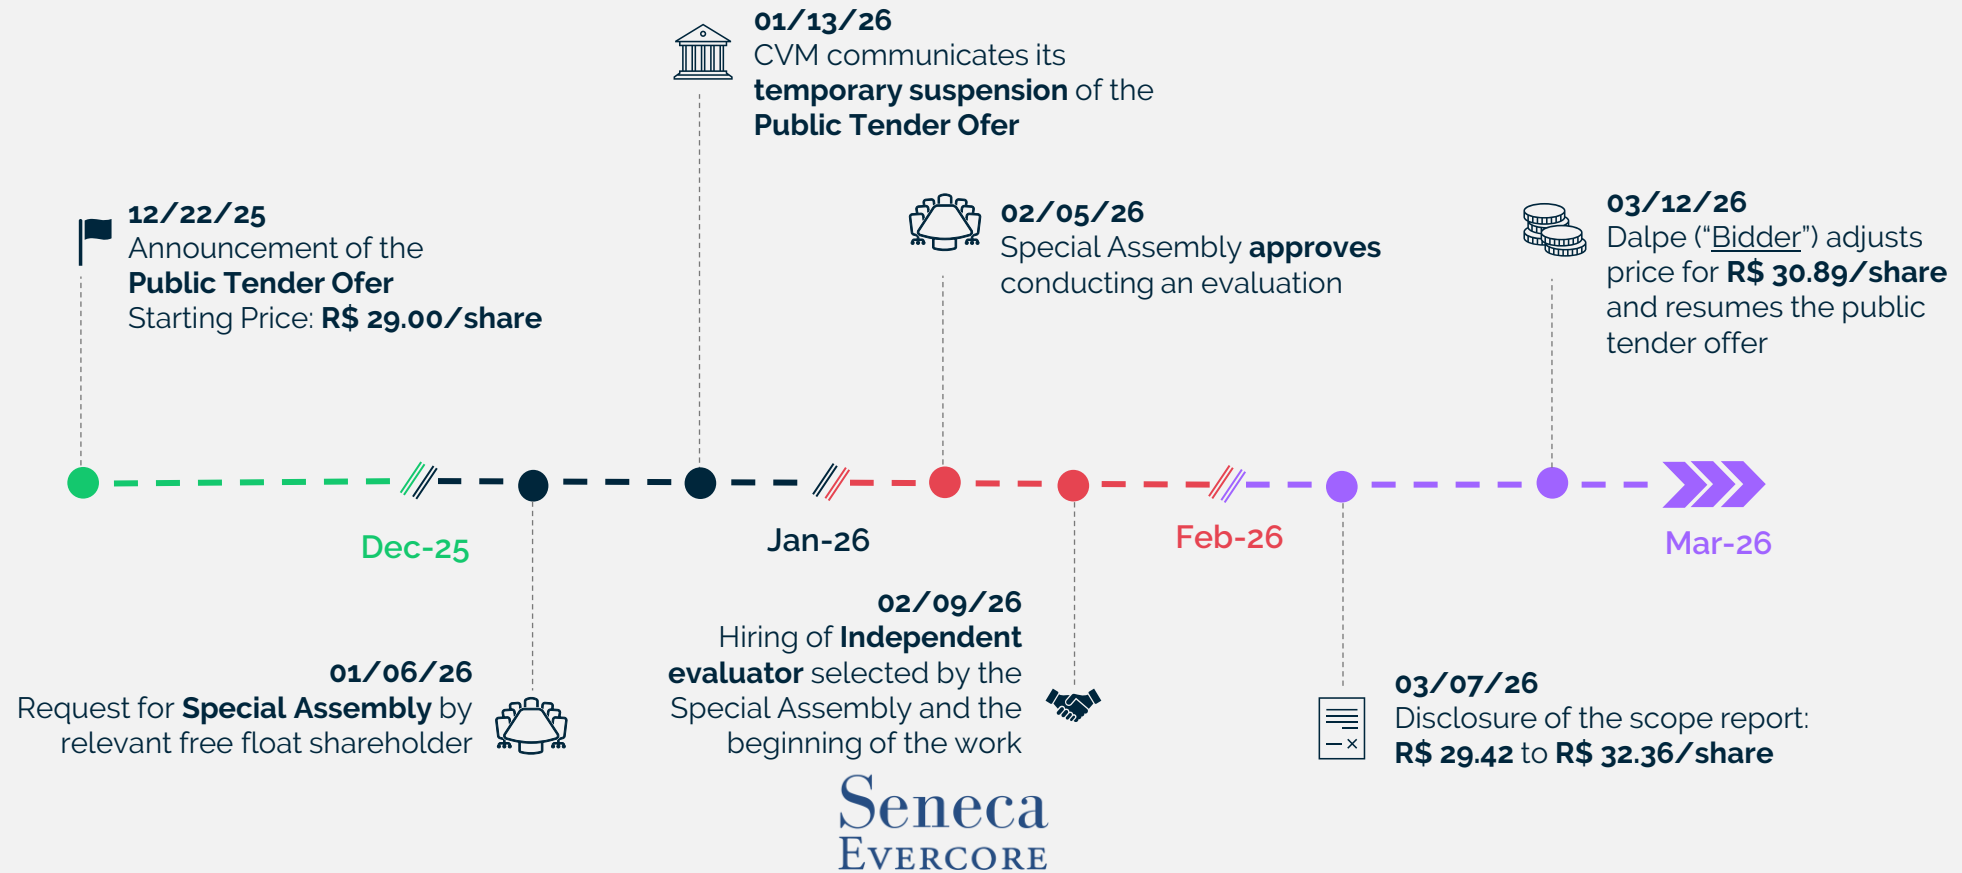 01/13/26
CVM communicates its
temporary suspension of the
Public Tender Ofer
12/22/25
Announcement of the
Public Tender Ofer
Starting Price: R$ 29.00/share
02/05/26
Special Assembly approves
conducting an evaluation
03/12/26
Dalpe (“Bidder”) adjusts
price for R$ 30.89/share
and resumes the public
tender offer
Dec-25
Jan-26
Feb-26
Mar-26
01/06/26
Request for Special Assembly by
relevant free float shareholder
02/09/26
Hiring of Independent
evaluator selected by the
Special Assembly and the
beginning of the work
Seneca
EVERCORE
03/07/26
Disclosure of the scope report:
R$ 29.42 to R$ 32.36/share